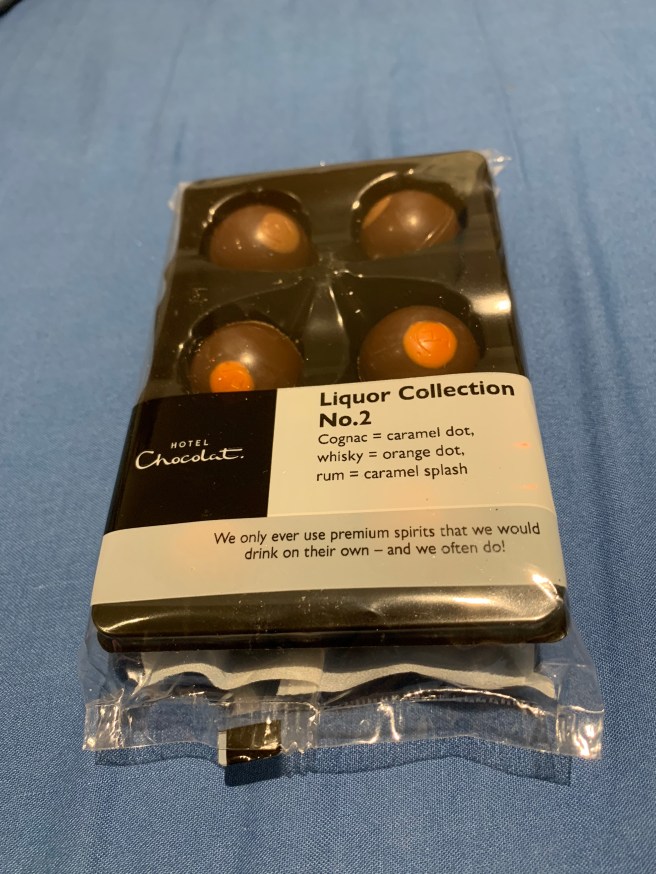 Liquor Collection
No.2
Cognac = caramel dot,
whisky = orange dot,
rum = caramel splash
HOTEL
Chocolat.
We only ever use premium spirits that we would
drink on their own – and we often do!